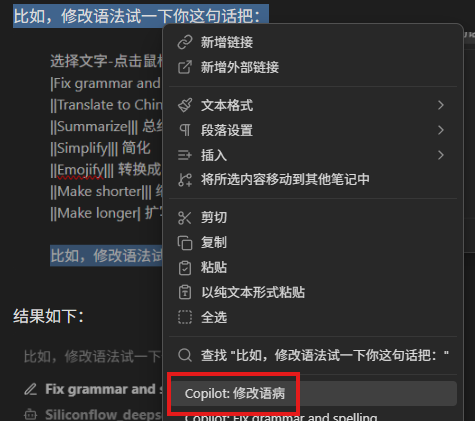 比如，修改语法试一下你这句话把：
选择文字-点击鼠
|Fix grammar and
||Translate to Chin
||Summarize||| 总
||Simplify||| 简化
||Emojify||| 转换成
||Make shorter|||
||Make longer| 扩
比如，修改语法试
结果如下：
比如，修改语法试一下
Fix grammar and s
Siliconflow_deeps
新增链接
新增外部链接
文本格式
段落设置
插入
将所选内容移动到其他笔记中
剪切
复制
粘贴
以纯文本形式粘贴
全选
查找 "比如，修改语法试一下你这句话把："
Copilot: 修改语病
Copilot: Fix grammar and spelling